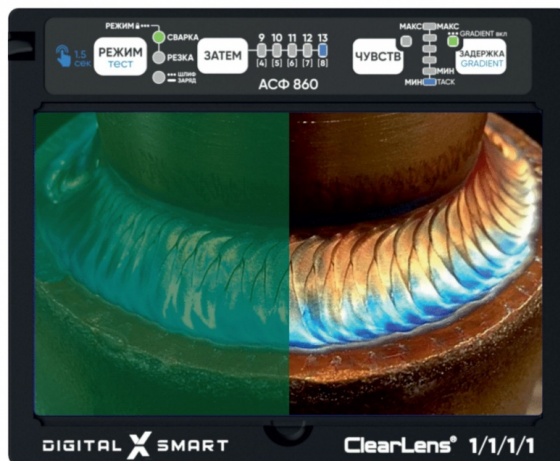 РЕЖИМ
СВАРКА
1.5 сек
РЕЖИМ
тест
РЕЗКА
ШЛИФ
ЗАРЯД
ЗАТЕМ
9 10 11 12 13
[4] [5] [6] [7] [8]
АСФ 860
ЧУВСТВ
МАКС
МАКС
МИН
МИН
ТАСК
GRADIENT вкл
ЗАДЕРЖКА
GRADIENT
DIGITAL X SMART
ClearLens® 1/1/1/1